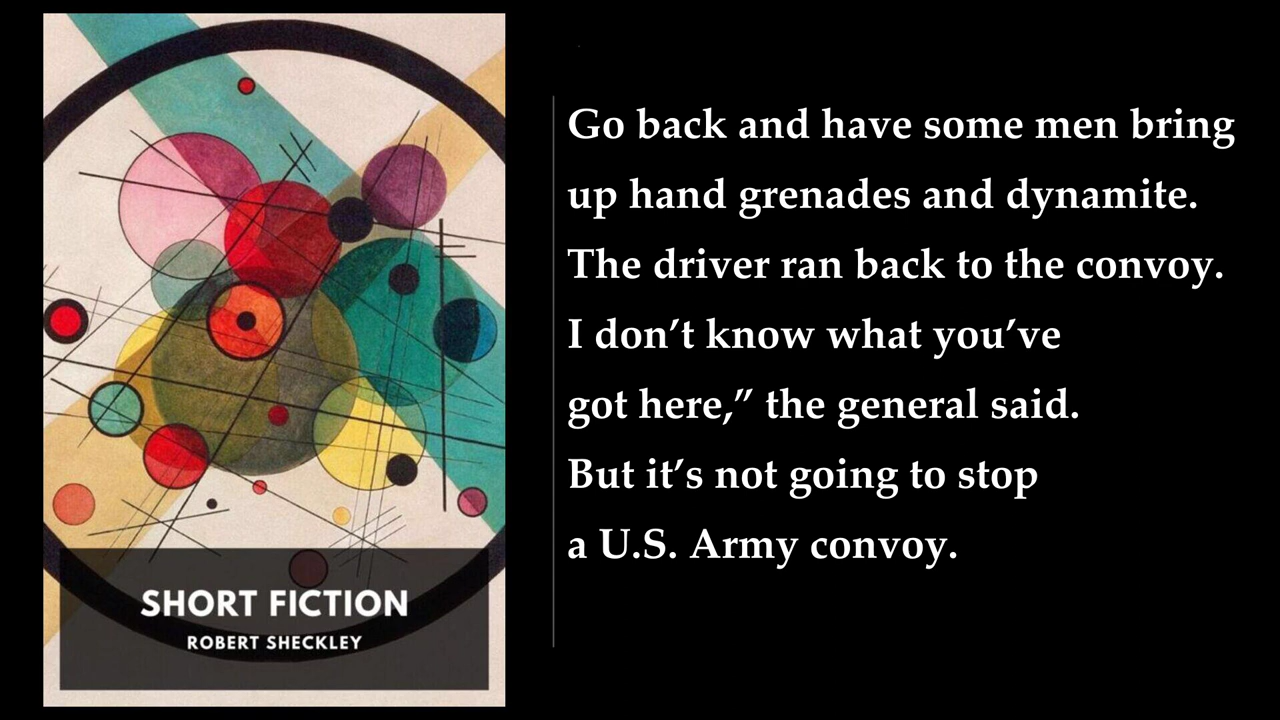 SHORT FICTION
ROBERT SHECKLEY
Go back and have some men bring
up hand grenades and dynamite.
The driver ran back to the convoy.
I don’t know what you’ve
got here,” the general said.
But it’s not going to stop
a U.S. Army convoy.